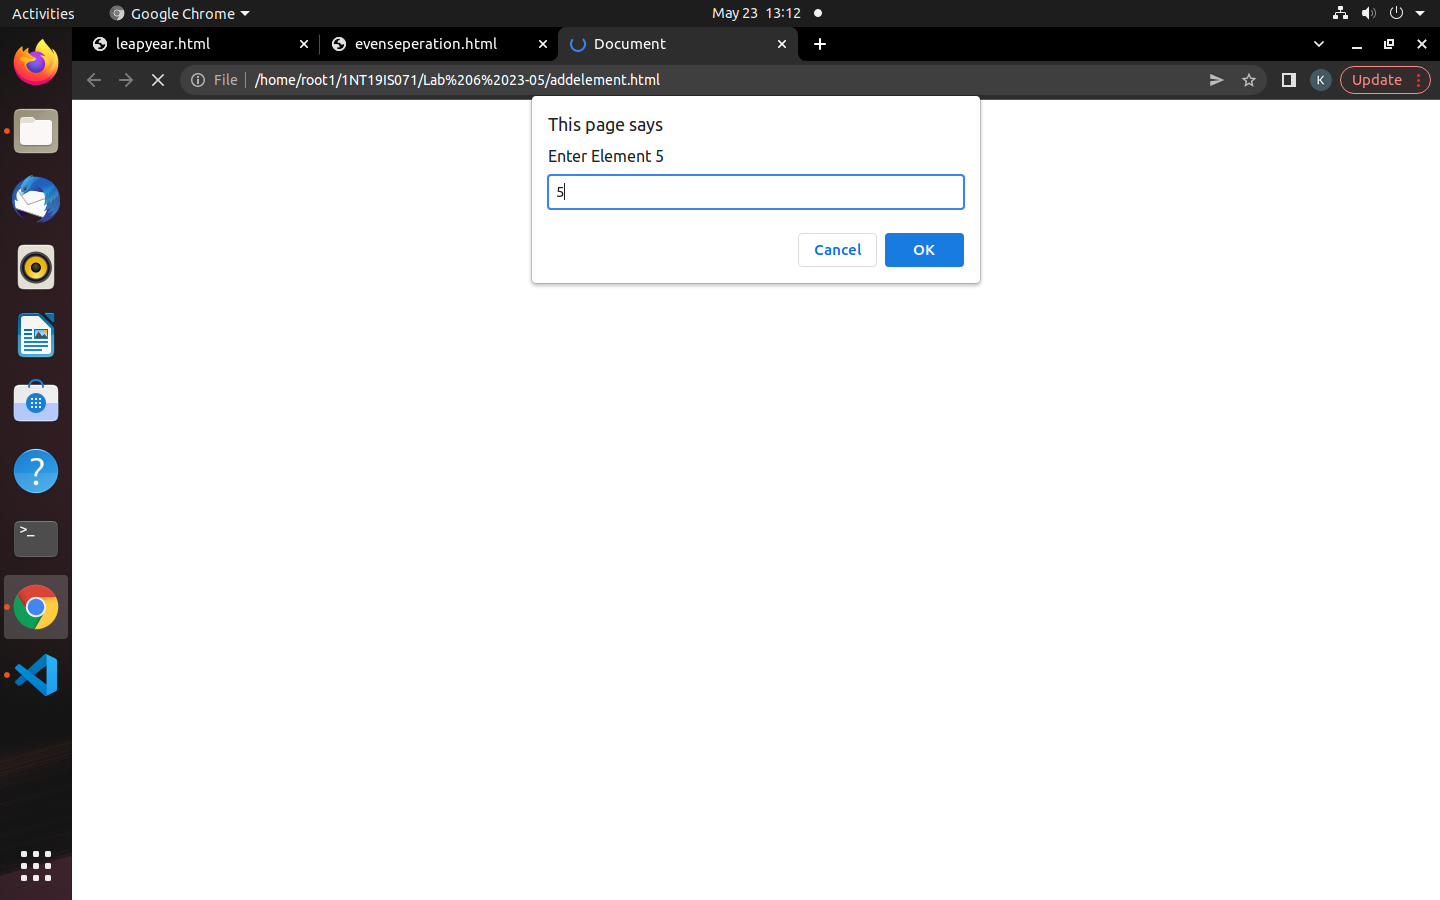 Activities Google Chrome May 23 13:12
leapyear.html evenseperation.html Document
File /home/root1/1NT19IS071/Lab%206%2023-05/addelement.html K Update
This page says
Enter Element 5
5
Cancel OK
? 
>_